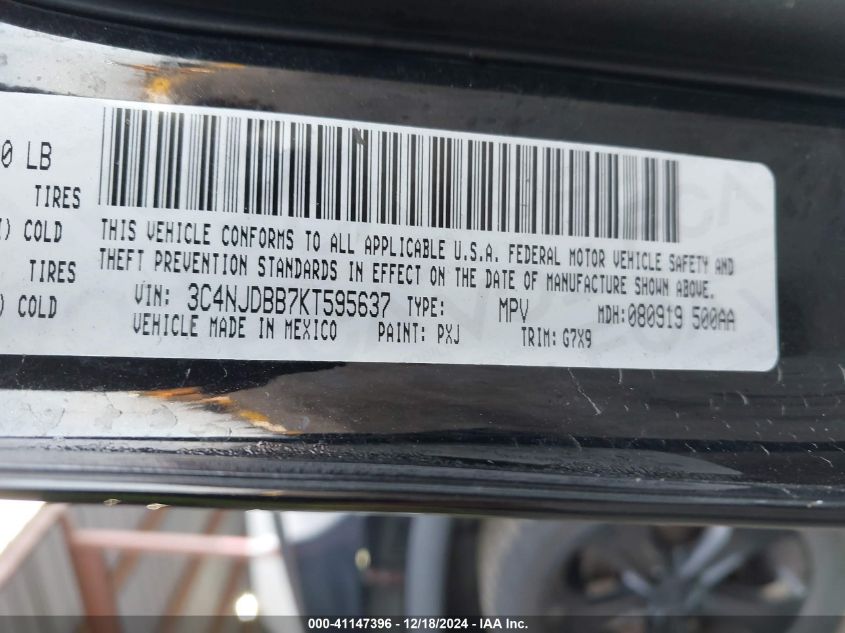 0 LB
TIRES
) COLD
TIRES
) COLD
THIS VEHICLE CONFORMS TO ALL APPLICABLE U.S.A. FEDERAL MOTOR VEHICLE SAFETY AND
THEFT PREVENTION STANDARDS IN EFFECT ON THE DATE OF MANUFACTURE SHOWN ABOVE.
VIN: 3C4NJDBB7KT595637 TYPE: MPV MDH:080919 500AA
VEHICLE MADE IN MEXICO PAINT: PXJ TRIM: G7X9
000-41147396 - 12/18/2024 - IAA Inc.